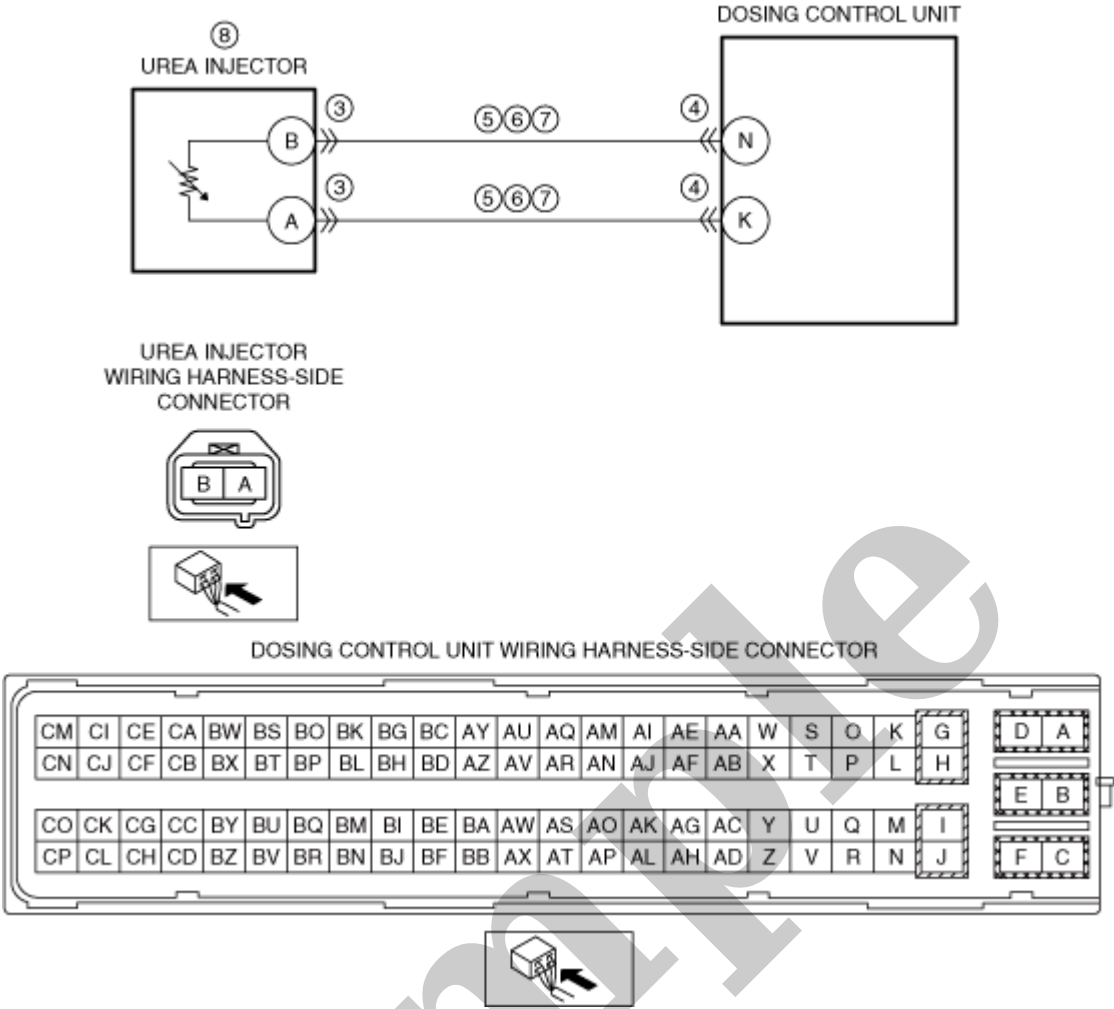 DOSING CONTROL UNIT
⑧
UREA INJECTOR
③ ⑤⑥⑦ ④
B N
③ ⑤⑥⑦ ④
A K
UREA INJECTOR
WIRING HARNESS-SIDE
CONNECTOR
B A
DOSING CONTROL UNIT WIRING HARNESS-SIDE CONNECTOR
CM CI CE CA BW BS BO BK BG BC AY AU AQ AM AI AE AA W S O K G D A
CN CJ CF CB BX BT BP BL BH BD AZ AV AR AN AJ AF AB X T P L H
E B
CO CK CG CC BY BU BQ BM BI BE BA AW AS AO AK AG AC Y U Q M I
CP CL CH CD BZ BV BR BN BJ BF BB AX AT AP AL AH AD Z V R N J F C
mple